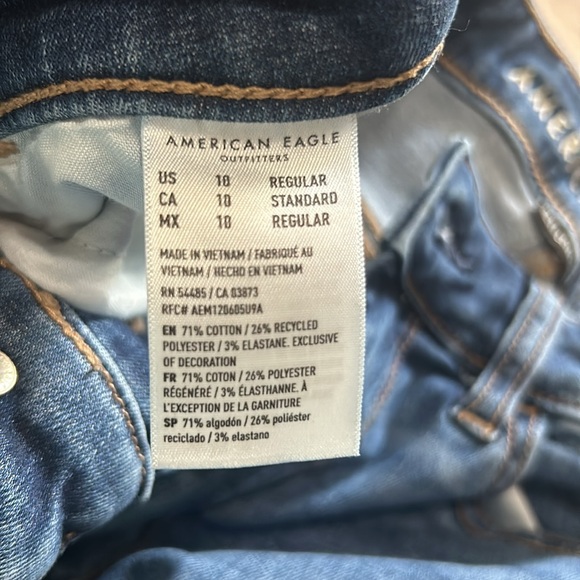 AMERICAN EAGLE
OUTFITTERS
US 10 REGULAR
CA 10 STANDARD
MX 10 REGULAR
MADE IN VIETNAM / FABRIQUÉ AU
VIETNAM / HECHO EN VIETNAM
RN 54485 / CA 03873
RFC# AEM120605U9A
EN 71% COTTON / 26% RECYCLED
POLYESTER / 3% ELASTANE. EXCLUSIVE
OF DECORATION
FR 71% COTON / 26% POLYESTER
RÉGÉNÉRÉ / 3% ÉLASTHANNE. À
L'EXCEPTION DE LA GARNITURE
SP 71% algodón / 26% poliéster
reciclado / 3% elastano
AMER